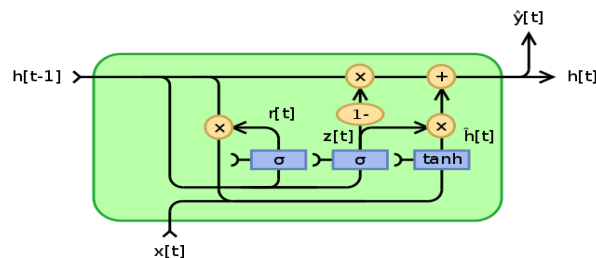 ŷ[t]
h[t-1]
h[t]
×
+
r[t]
1-
×
z[t]
×
ĥ[t]
σ
σ
tanh
x[t]